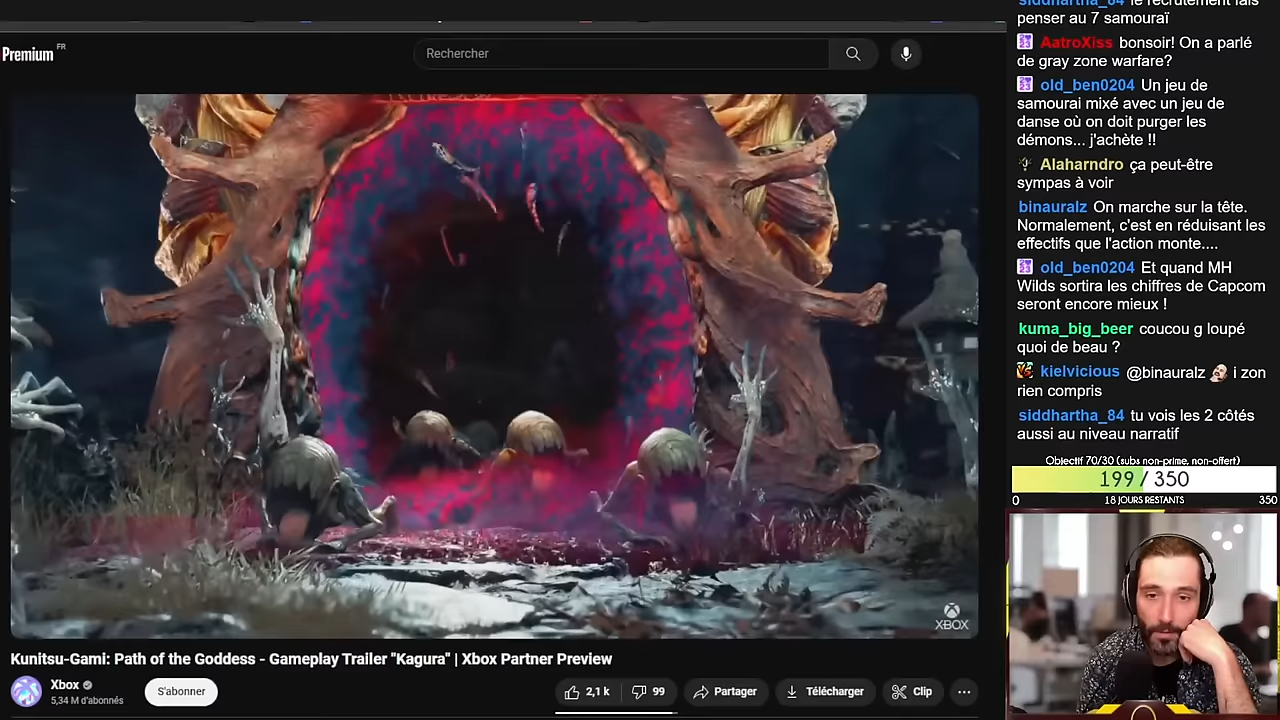 Premium FR
Rechercher
XBOX
Kunitsu-Gami: Path of the Goddess - Gameplay Trailer "Kagura" | Xbox Partner Preview
Xbox
5,34 M d'abonnés
S'abonner
2,1 k
99
Partager
Télécharger
Clip
siddhartha_84 le recrutement fais
penser au 7 samouraï
AatroXiss bonsoir! On a parlé
de gray zone warfare?
old_ben0204 Un jeu de
samourai mixé avec un jeu de
danse où on doit purger les
démons... j'achète !!
Alaharndro ça peut-être
sympas à voir
binauralz On marche sur la tête.
Normalement, c'est en réduisant les
effectifs que l'action monte....
old_ben0204 Et quand MH
Wilds sortira les chiffres de Capcom
seront encore mieux !
kuma_big_beer coucou g loupé
quoi de beau ?
kielvicious @binauralz i zon
rien compris
siddhartha_84 tu vois les 2 côtés
aussi au niveau narratif
Objectif 70/30 (subs non-prime, non-offert)
199 / 350
0 18 JOURS RESTANTS 350